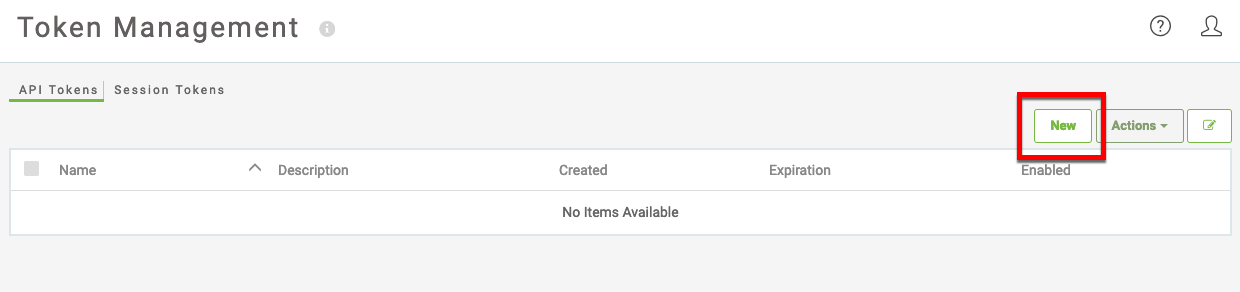 Token Management
API Tokens Session Tokens
New Actions
Name Description Created Expiration Enabled
No Items Available